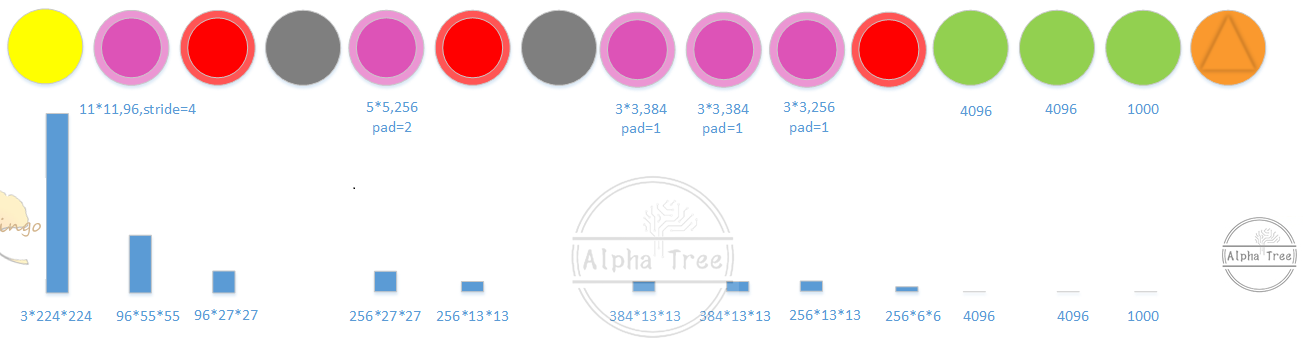 11*11,96,stride=4
5*5,256
pad=2
3*3,384
pad=1
3*3,384
pad=1
3*3,256
pad=1
4096
4096
1000
ingo
Alpha Tree
Alpha Tree
3*224*224
96*55*55
96*27*27
256*27*27
256*13*13
384*13*13
384*13*13
256*13*13
256*6*6
4096
4096
1000